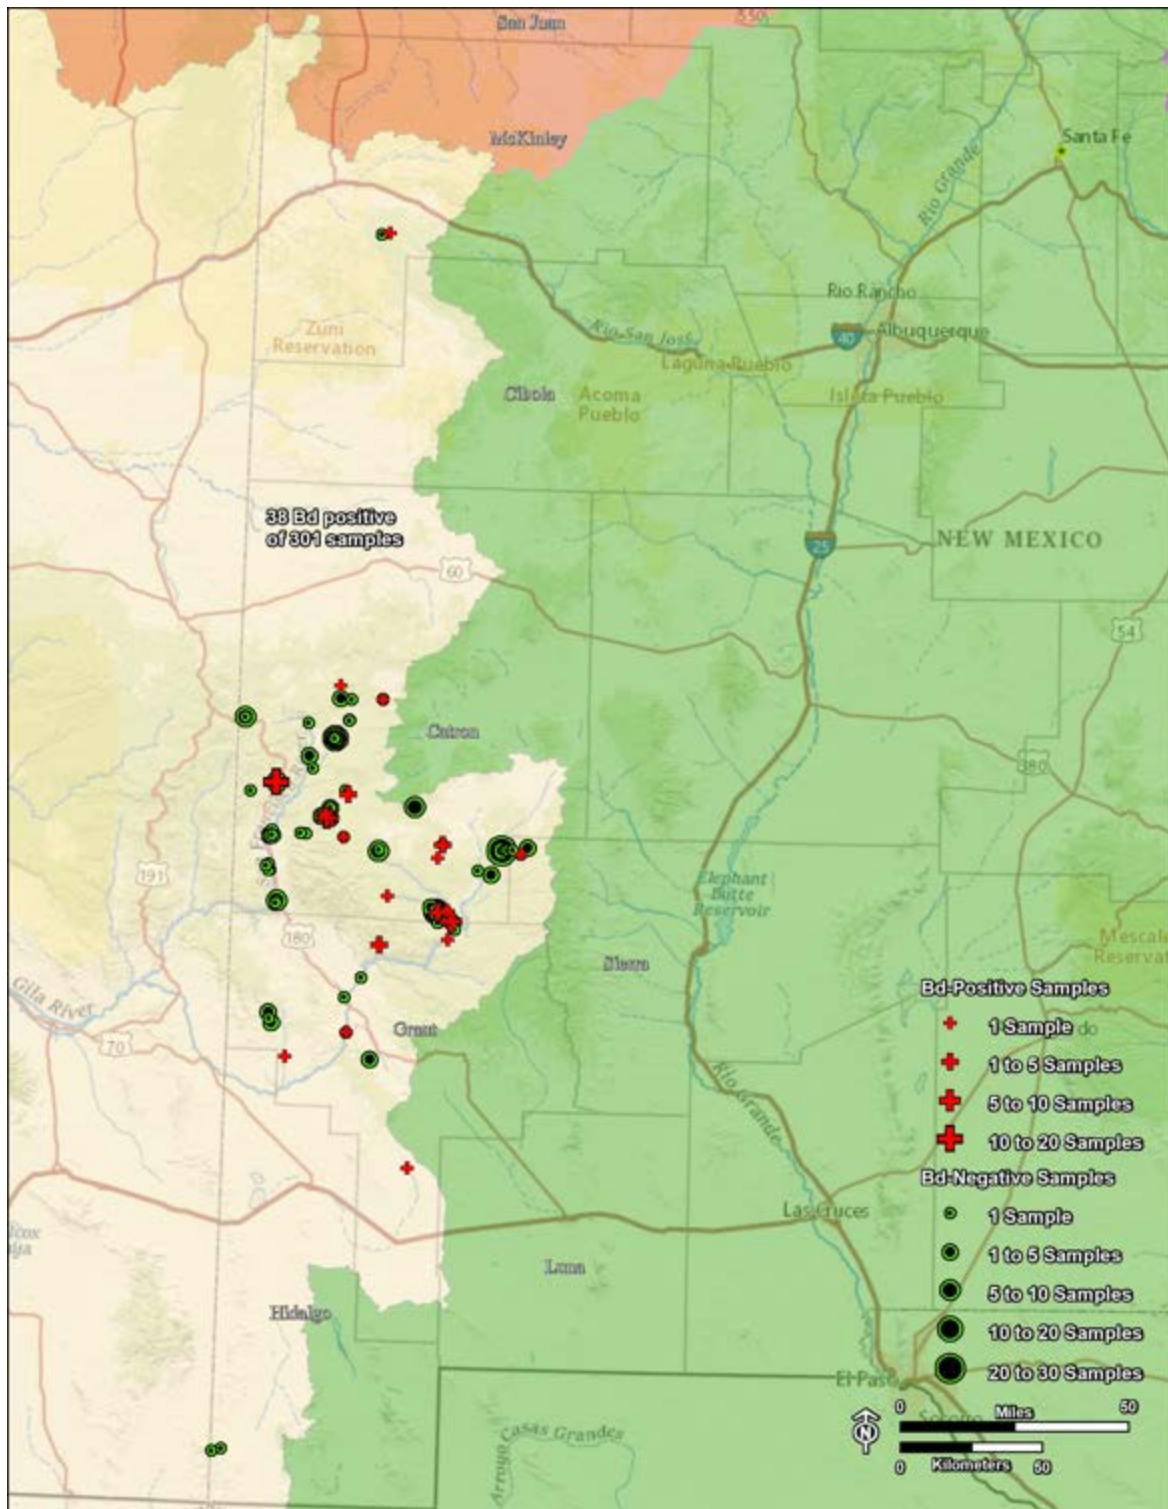 550
San Juan
McKinley
Santa Fe
Rio Grande
Rio Rancho
Zuni
Reservation
Rio San Jose
40
Albuquerque
Laguna Pueblo
Cibola
Acoma
Pueblo
Isleta Pueblo
38 Bd positive
of 301 samples
25
NEW MEXICO
60
54
Catron
380
191
Elephant
Butte
Reservoir
180
Sierra
Gila River
Grant
70
Rio Grande
Bd-Positive Samples
1 Sample
do
1 to 5 Samples
5 to 10 Samples
10 to 20 Samples
Bd-Negative Samples
1 Sample
Las Cruces
1 to 5 Samples
Luna
5 to 10 Samples
Hidalgo
10 to 20 Samples
20 to 30 Samples
El Paso
0 Miles 50
N
Arroyo Casas Grandes
0 Kilometers 50